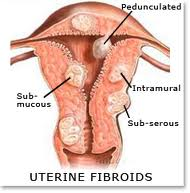 Pedunculated
Intramural
Sub-
mucous
Sub-serous
UTERINE FIBROIDS